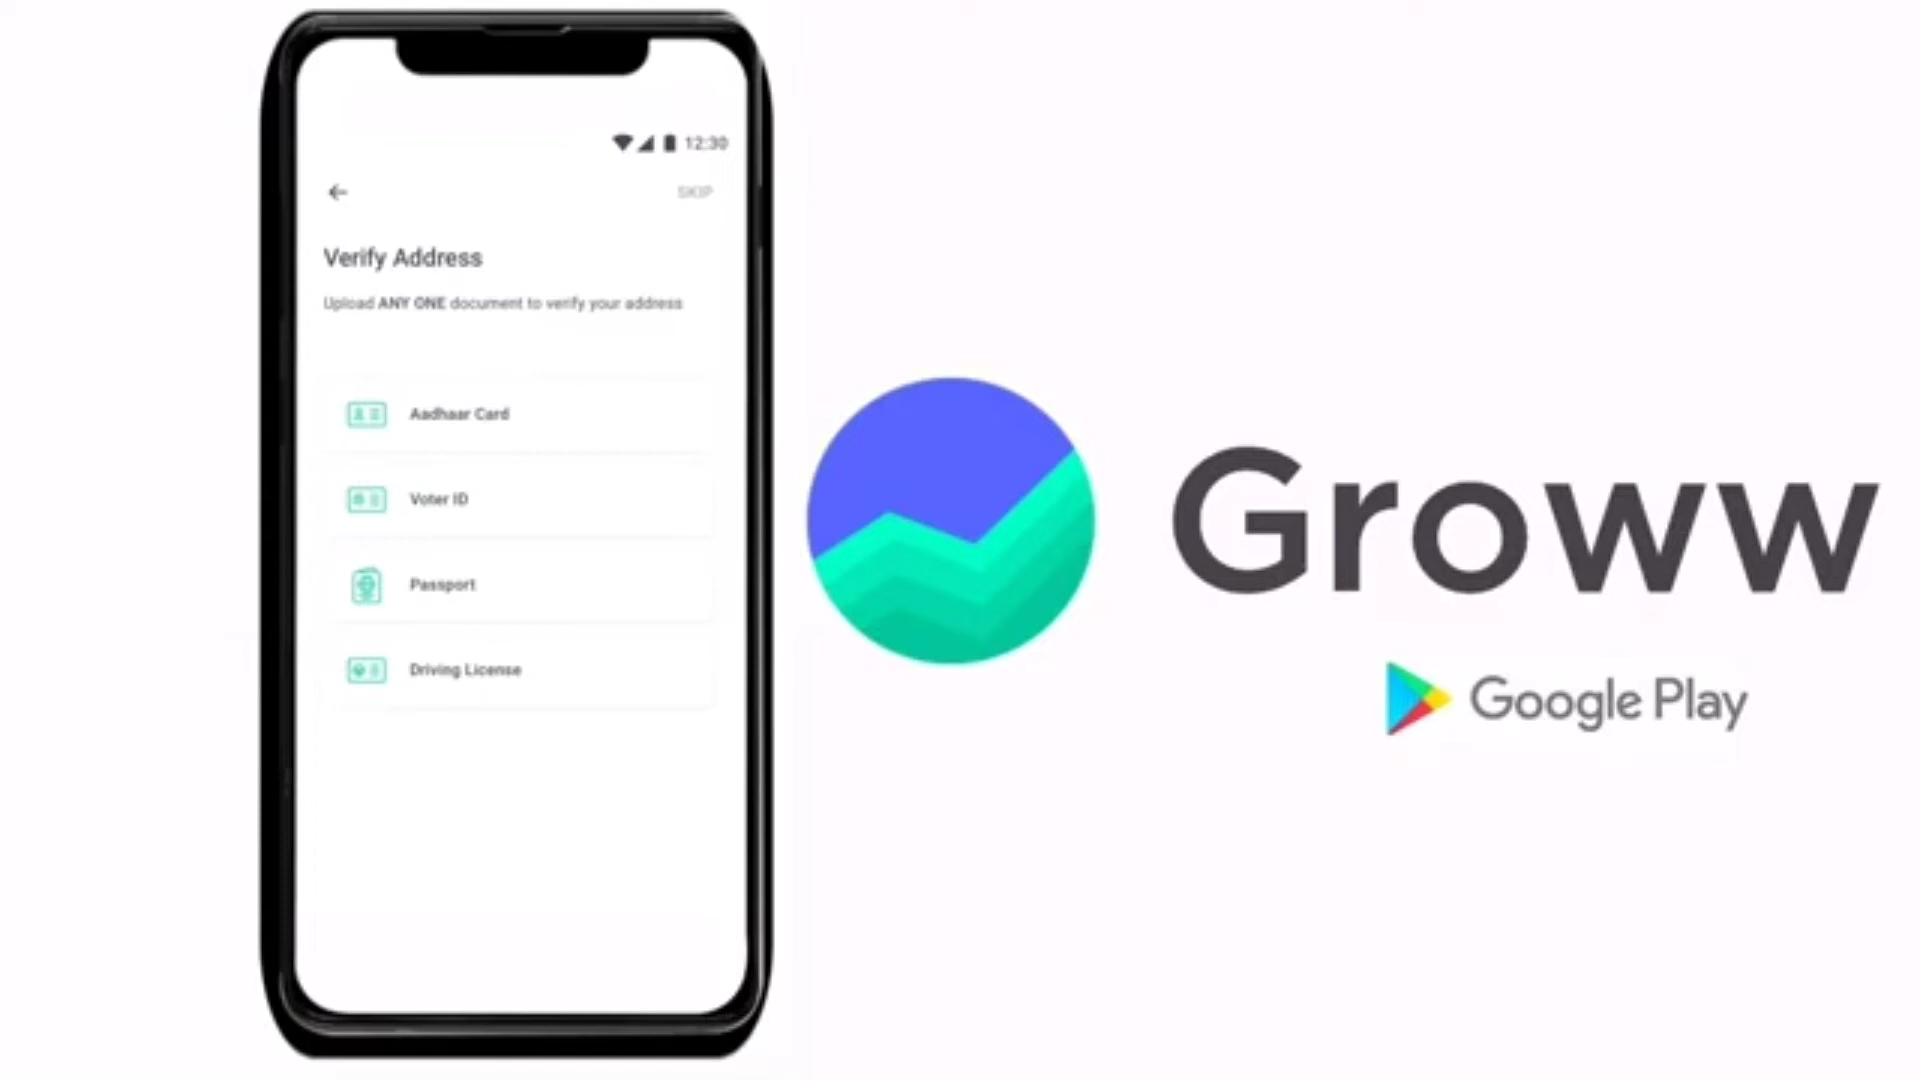 12:30
SKIP
Verify Address
Upload ANY ONE document to verify your address
Aadhaar Card
Voter ID
Passport
Driving License
Groww
Google Play